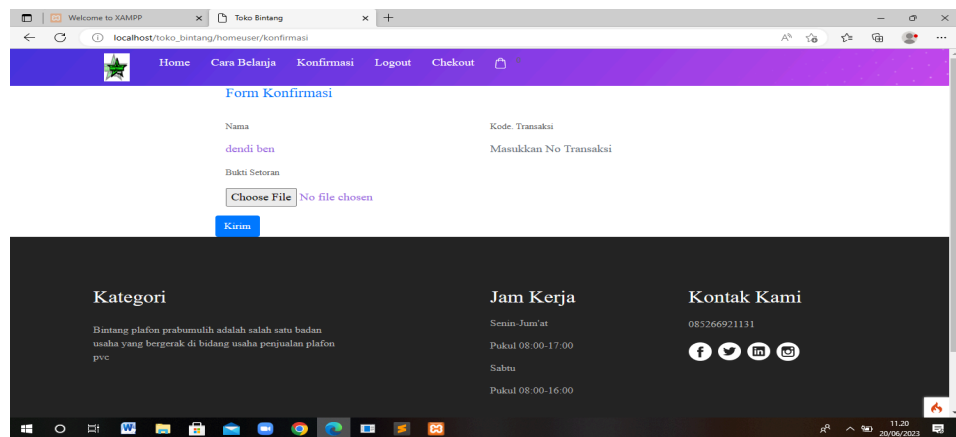 Welcome to XAMPP
Toko Bintang
localhost/toko_bintang/homeuser/konfirmasi
Home Cara Belanja Konfirmasi Logout Chekout
Form Konfirmasi
Nama Kode. Transaksi
dendi ben Masukkan No Transaksi
Bukti Setoran
Choose File No file chosen
Kirim
Kategori
Bintang plafon prabumulih adalah salah satu badan
usaha yang bergerak di bidang usaha penjualan plafon
pvc
Jam Kerja
Senin-Jum'at
Pukul 08:00-17:00
Sabtu
Pukul 08:00-16:00
Kontak Kami
085266921131
11.20
20/06/2023